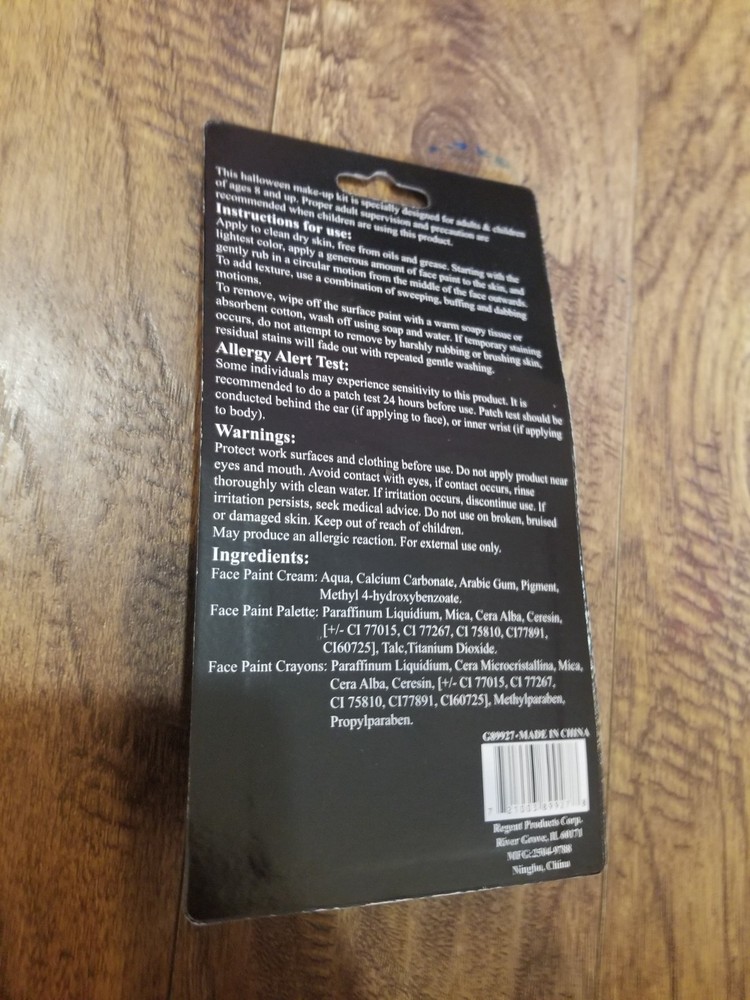 This halloween make-up kit is specially designed for adults & children
of ages 8 and up. Proper adult supervision and precaution are
recommended when children are using this product.
Instructions for use:
Apply to clean dry skin, free from oils and grease. Starting with the
lightest color, apply a generous amount of face paint to the skin, and
gently rub in a circular motion from the middle of the face outwards.
To add texture, use a combination of sweeping, buffing and dabbing
motions.
To remove, wipe off the surface paint with a warm soapy tissue or
absorbent cotton, wash off using soap and water. If temporary staining
occurs, do not attempt to remove by harshly rubbing or brushing skin,
residual stains will fade out with repeated gentle washing.
Allergy Alert Test:
Some individuals may experience sensitivity to this product. It is
recommended to do a patch test 24 hours before use. Patch test should be
conducted behind the ear (if applying to face), or inner wrist (if applying
to body).
Warnings:
Protect work surfaces and clothing before use. Do not apply product near
eyes and mouth. Avoid contact with eyes, if contact occurs, rinse
thoroughly with clean water. If irritation occurs, discontinue use. If
irritation persists, seek medical advice. Do not use on broken, bruised
or damaged skin. Keep out of reach of children.
May produce an allergic reaction. For external use only.
Ingredients:
Face Paint Cream: Aqua, Calcium Carbonate, Arabic Gum, Pigment,
Methyl 4-hydroxybenzoate.
Face Paint Palette: Paraffinum Liquidium, Mica, Cera Alba, Ceresin,
[+/- CI 77015, CI 77267, CI 75810, CI77891,
CI60725], Talc,Titanium Dioxide.
Face Paint Crayons: Paraffinum Liquidium, Cera Microcristallina, Mica,
Cera Alba, Ceresin, [+/- CI 77015, CI 77267,
CI 75810, CI77891, CI60725], Methylparaben,
Propylparaben.
G89927-MADE IN CHINA
Regent Products Corp.
River Grove, IL 60171
MFG:
China